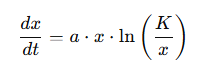 dx/dt = a · x · ln(K/x)